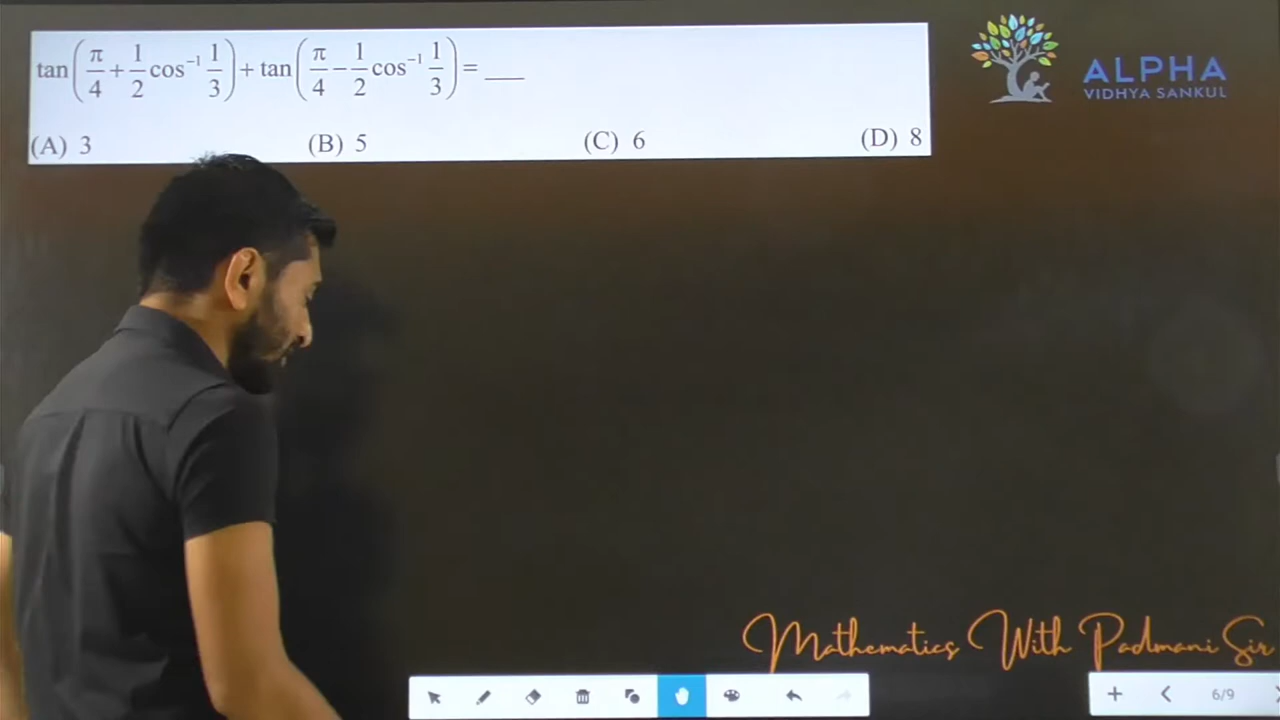 tan(π/4 + 1/2 cos⁻¹ 1/3) + tan(π/4 − 1/2 cos⁻¹ 1/3) = ___
(A) 3 (B) 5 (C) 6 (D) 8
ALPHA
VIDHYA SANKUL
Mathematics With Padmani Sir
6/9